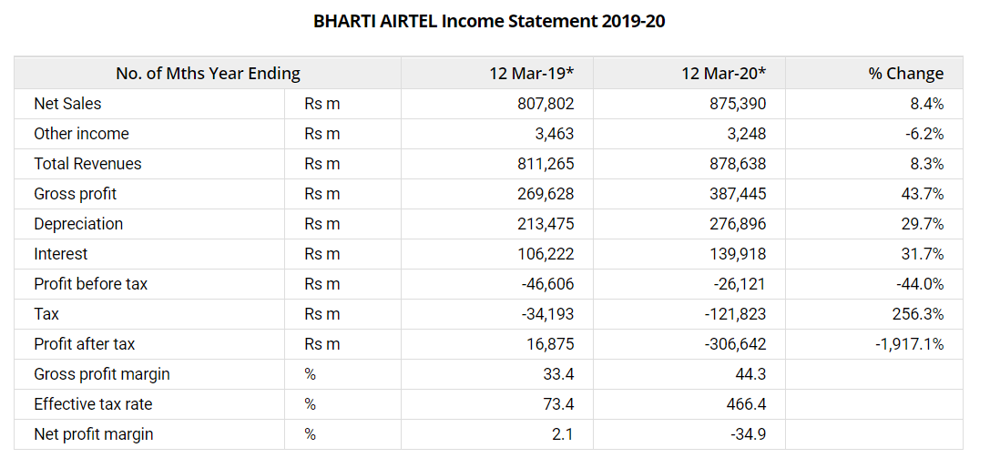 BHARTI AIRTEL Income Statement 2019-20
No. of Mths Year Ending 12 Mar-19* 12 Mar-20* % Change
Net Sales Rs m 807,802 875,390 8.4%
Other income Rs m 3,463 3,248 -6.2%
Total Revenues Rs m 811,265 878,638 8.3%
Gross profit Rs m 269,628 387,445 43.7%
Depreciation Rs m 213,475 276,896 29.7%
Interest Rs m 106,222 139,918 31.7%
Profit before tax Rs m -46,606 -26,121 -44.0%
Tax Rs m -34,193 -121,823 256.3%
Profit after tax Rs m 16,875 -306,642 -1,917.1%
Gross profit margin % 33.4 44.3
Effective tax rate % 73.4 466.4
Net profit margin % 2.1 -34.9